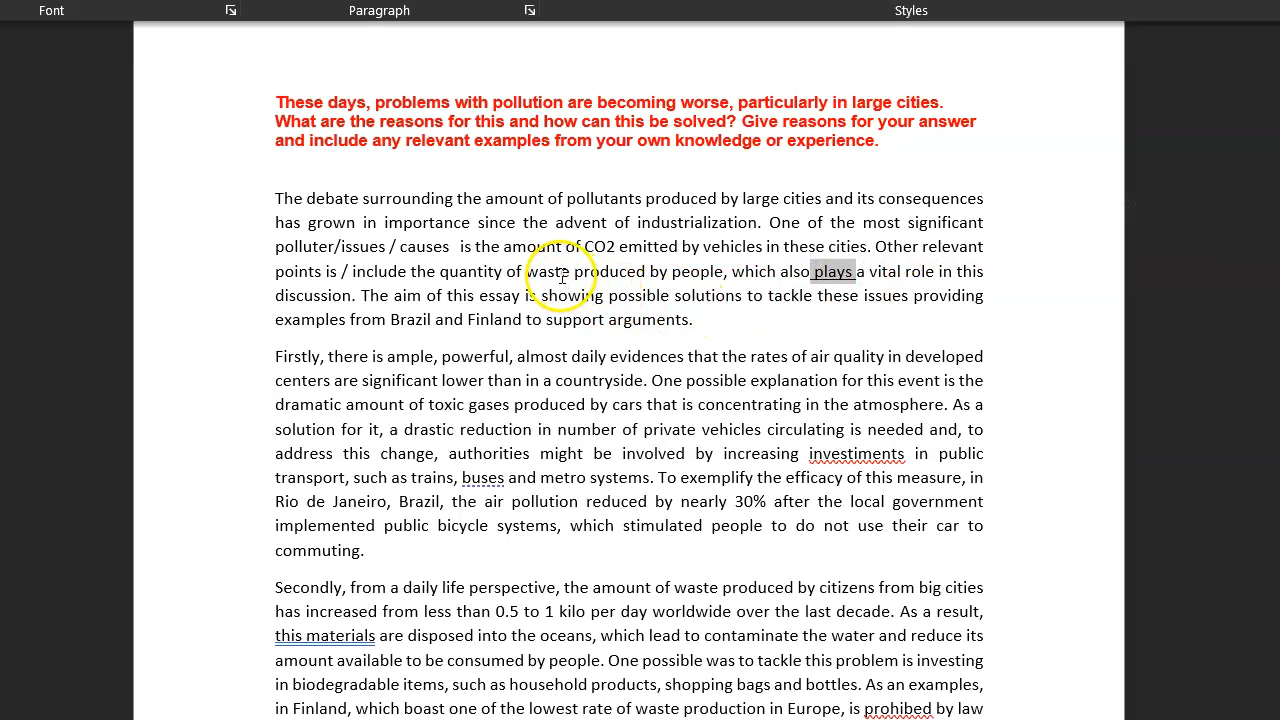 Font Paragraph Styles
These days, problems with pollution are becoming worse, particularly in large cities.
What are the reasons for this and how can this be solved? Give reasons for your answer
and include any relevant examples from your own knowledge or experience.
The debate surrounding the amount of pollutants produced by large cities and its consequences
has grown in importance since the advent of industrialization. One of the most significant
polluter/issues / causes is the amount of CO2 emitted by vehicles in these cities. Other relevant
points is / include the quantity of waste produced by people, which also plays a vital role in this
discussion. The aim of this essay is showing possible solutions to tackle these issues providing
examples from Brazil and Finland to support arguments.
Firstly, there is ample, powerful, almost daily evidences that the rates of air quality in developed
centers are significant lower than in a countryside. One possible explanation for this event is the
dramatic amount of toxic gases produced by cars that is concentrating in the atmosphere. As a
solution for it, a drastic reduction in number of private vehicles circulating is needed and, to
address this change, authorities might be involved by increasing investiments in public
transport, such as trains, buses and metro systems. To exemplify the efficacy of this measure, in
Rio de Janeiro, Brazil, the air pollution reduced by nearly 30% after the local government
implemented public bicycle systems, which stimulated people to do not use their car to
commuting.
Secondly, from a daily life perspective, the amount of waste produced by citizens from big cities
has increased from less than 0.5 to 1 kilo per day worldwide over the last decade. As a result,
this materials are disposed into the oceans, which lead to contaminate the water and reduce its
amount available to be consumed by people. One possible was to tackle this problem is investing
in biodegradable items, such as household products, shopping bags and bottles. As an examples,
in Finland, which boast one of the lowest rate of waste production in Europe, is prohibed by law